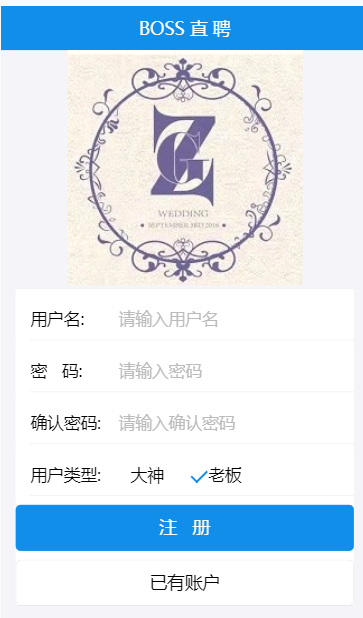 BOSS 直聘
ZG
WEDDING
SEPTEMBER 3RD 2016
用户名: 请输入用户名
密 码: 请输入密码
确认密码: 请输入确认密码
用户类型: 大神 老板
注 册
已有账户